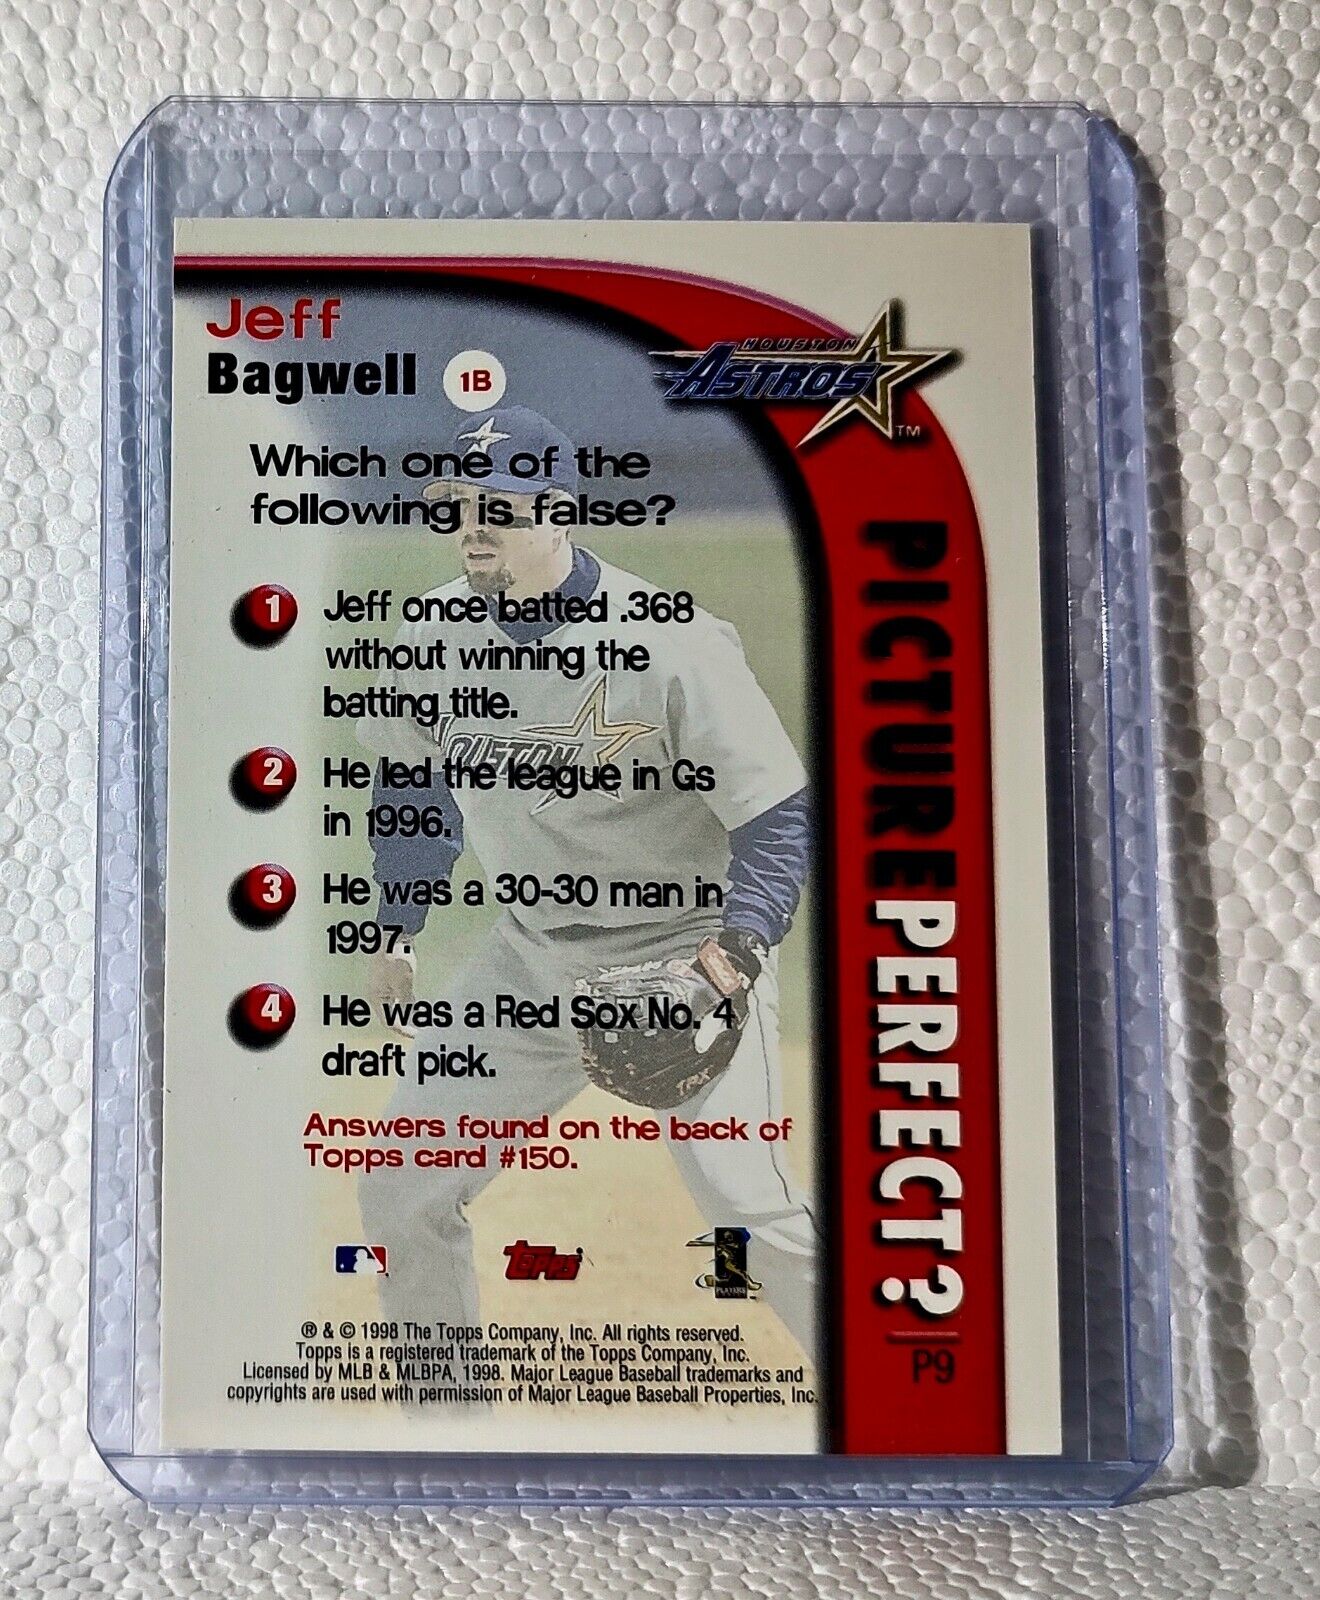 Jeff
Bagwell 1B
HOUSTON
ASTROS
TM
Which one of the
following is false?
1 Jeff once batted .368
without winning the
batting title.
2 He led the league in Gs
in 1996.
3 He was a 30-30 man in
1997.
4 He was a Red Sox No. 4
draft pick.
Answers found on the back of
Topps card #150.
HOUSTON
TPX
Topps
PLAYERS
® & © 1998 The Topps Company, Inc. All rights reserved.
Topps is a registered trademark of the Topps Company, Inc.
Licensed by MLB & MLBPA, 1998. Major League Baseball trademarks and
copyrights are used with permission of Major League Baseball Properties, Inc.
PICTUREPERFECT?
P9